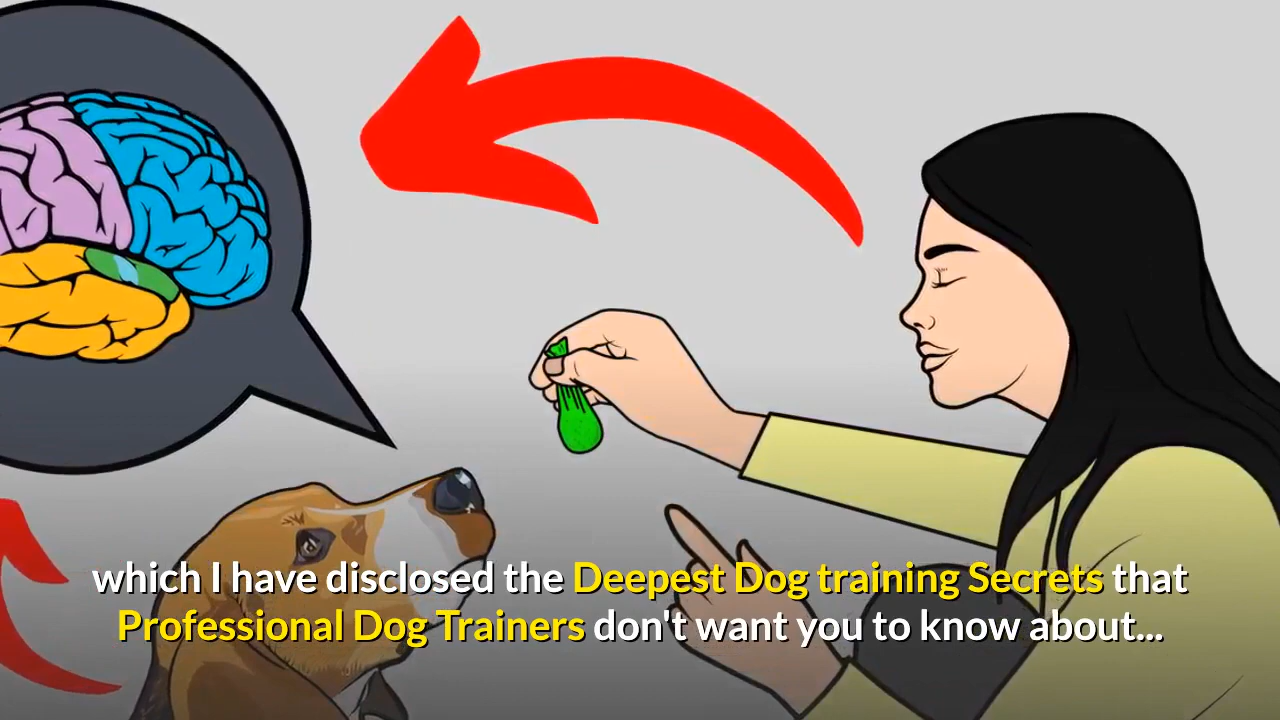 which I have disclosed the Deepest Dog training Secrets that
Professional Dog Trainers don't want you to know about...